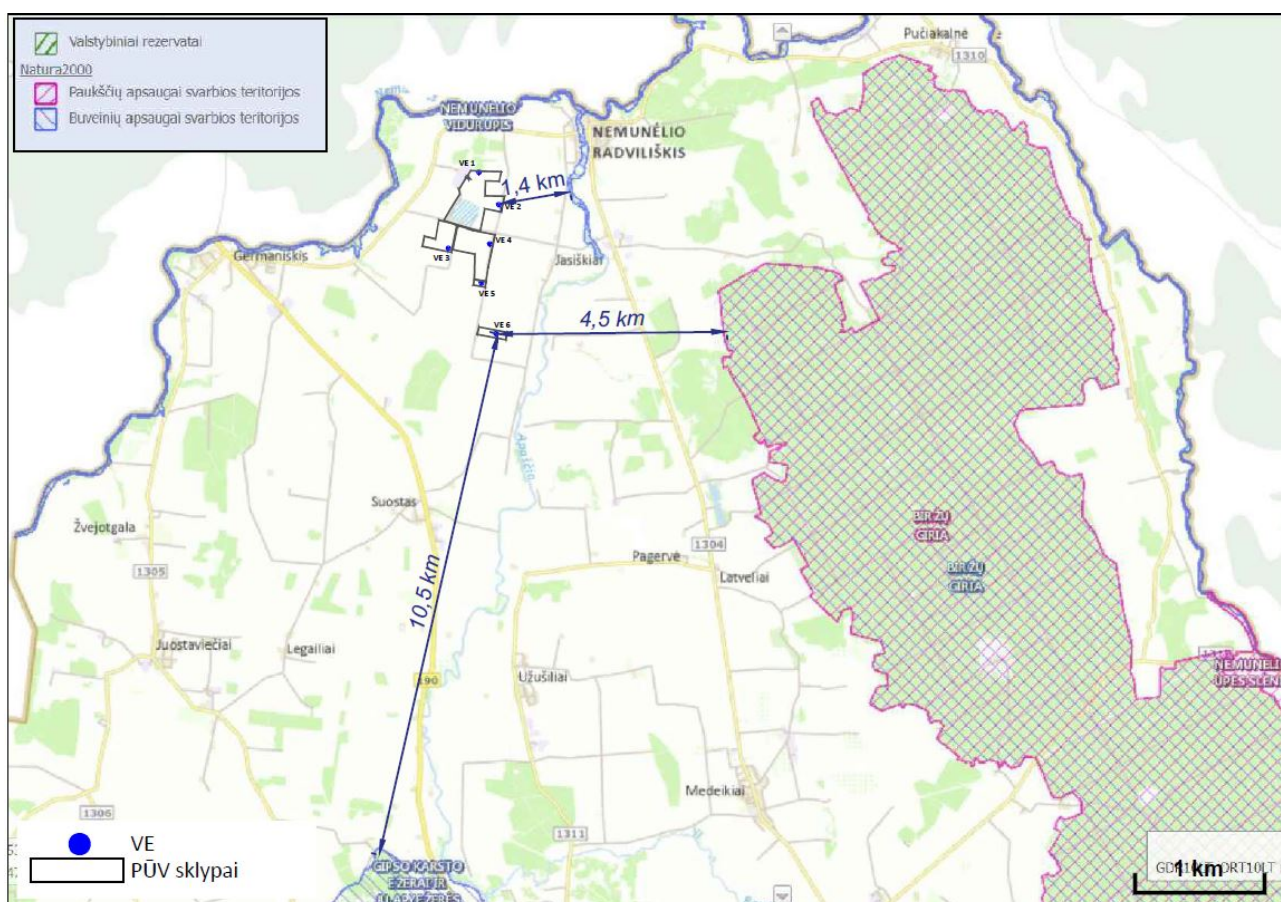 Valstybiniai rezervatai
Natura2000
Paukščių apsaugai svarbios teritorijos
Buveinių apsaugai svarbios teritorijos
Pučiakalnė
1310
NEMUNĖLIO
VIDURUPIS
NEMUNĖLIO
RADVILIŠKIS
VE 1
1,4 km
VE 2
VE 4
VE 3
Germaniškis
Jasiškiai
VE 5
VE 6
4,5 km
Apaščia
Suostas
Žvejotgala
BIRŽŲ
GIRIA
1304
Pagervė
BIRŽŲ
GIRIA
1305
Latveliai
10,5 km
Juostaviečiai
Legailiai
NEMUNĖLI
UPĖS SLĖN
190
Užušiliai
Medeikiai
1306
1311
VE
PŪV sklypai
GIPSO KARSTO
EŽERAI IR
1 km